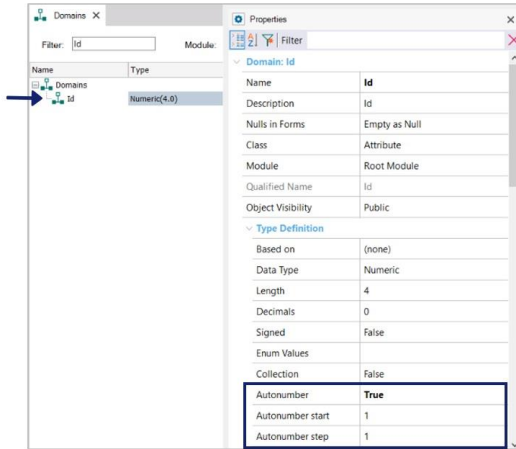 Domains
Filter: Id Module:
Name Type
Domains
Id Numeric(4.0)
Properties
Filter
Domain: Id
Name Id
Description Id
Nulls in Forms Empty as Null
Class Attribute
Module Root Module
Qualified Name Id
Object Visibility Public
Type Definition
Based on (none)
Data Type Numeric
Length 4
Decimals 0
Signed False
Enum Values
Collection False
Autonumber True
Autonumber start 1
Autonumber step 1